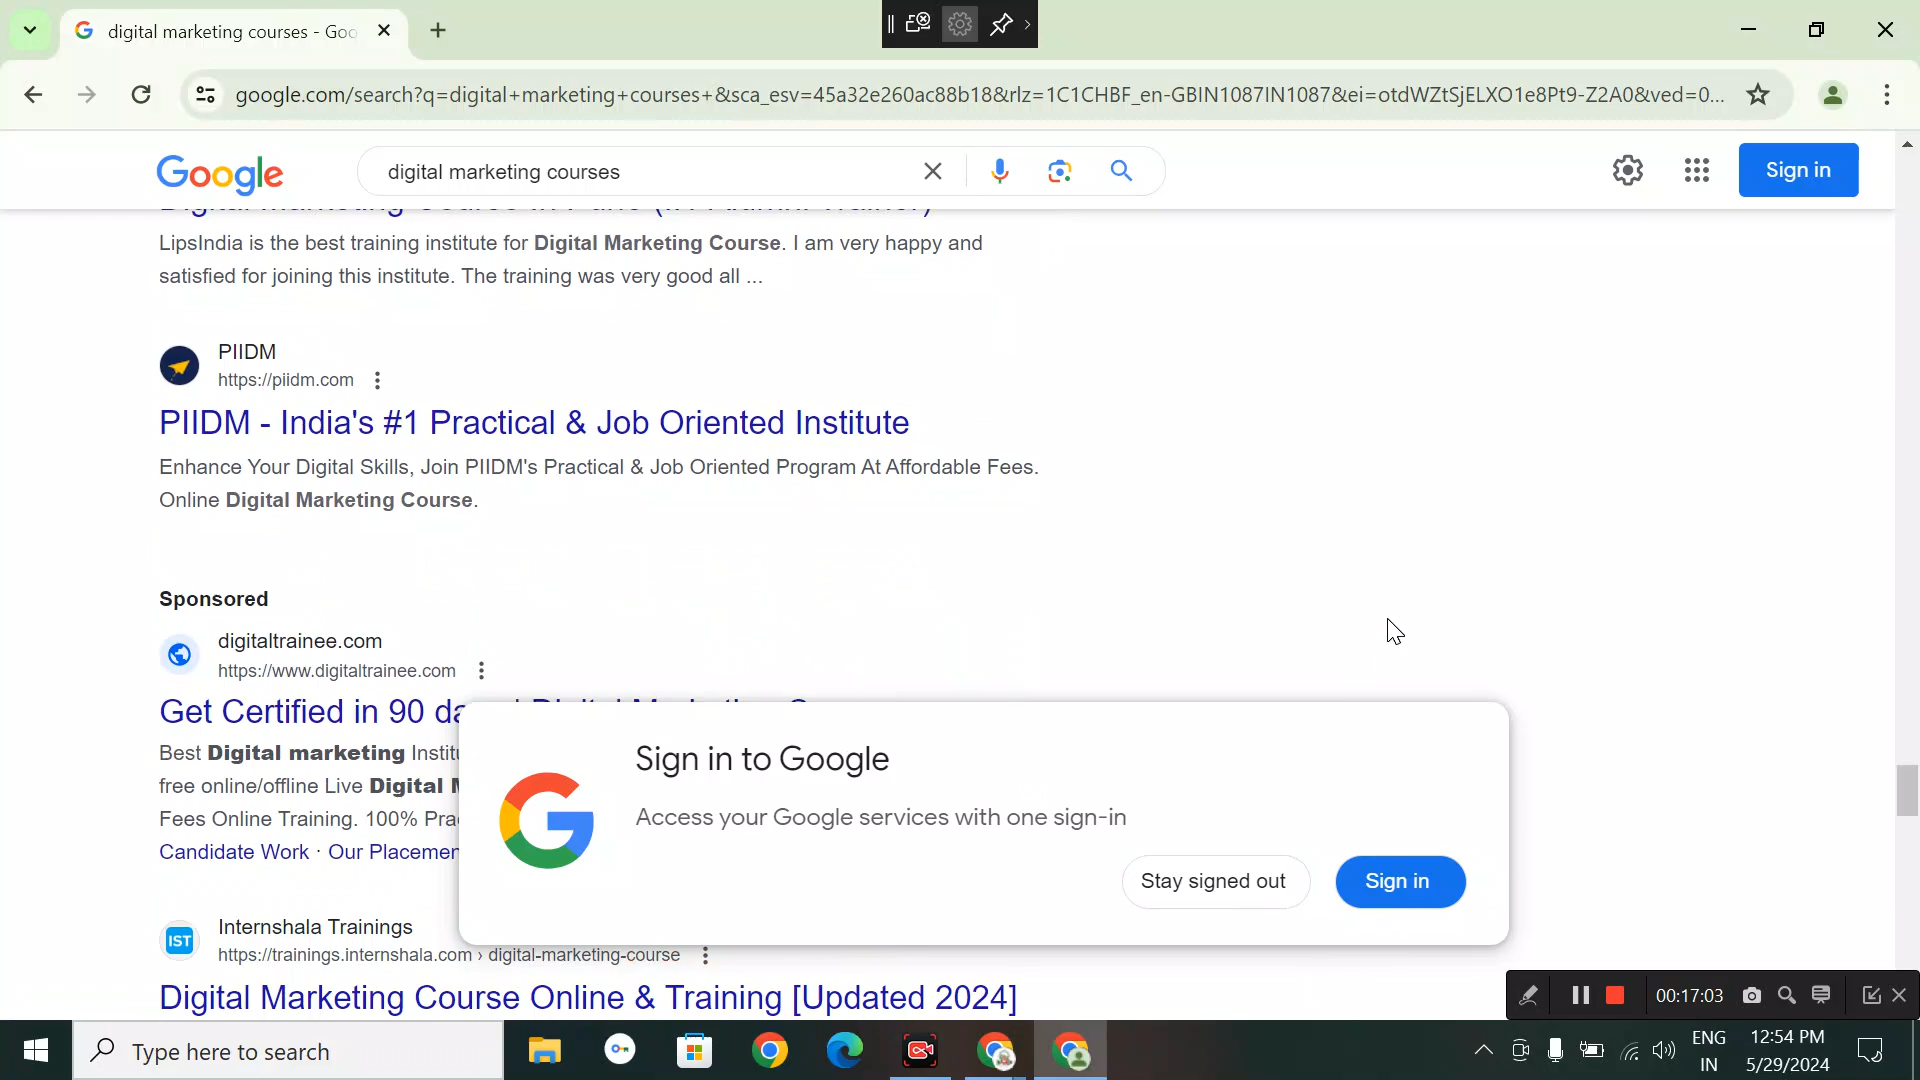 digital marketing courses - Goo
google.com/search?q=digital+marketing+courses+&sca_esv=45a32e260ac88b18&rlz=1C1CHBF_en-GBIN1087IN1087&ei=otdWZtSjELXO1e8Pt9-Z2A0&ved=0...
Google
digital marketing courses
Sign in
LipsIndia is the best training institute for Digital Marketing Course. I am very happy and
satisfied for joining this institute. The training was very good all ...
PIIDM
https://piidm.com
PIIDM - India's #1 Practical & Job Oriented Institute
Enhance Your Digital Skills, Join PIIDM's Practical & Job Oriented Program At Affordable Fees.
Online Digital Marketing Course.
Sponsored
digitaltrainee.com
https://www.digitaltrainee.com
Get Certified in 90 da
Best Digital marketing Institu
free online/offline Live Digital M
Fees Online Training. 100% Pra
Candidate Work · Our Placemen
Sign in to Google
Access your Google services with one sign-in
Stay signed out
Sign in
IST
Internshala Trainings
https://trainings.internshala.com › digital-marketing-course
Digital Marketing Course Online & Training [Updated 2024]
00:17:03
Type here to search
ENG
IN
12:54 PM
5/29/2024